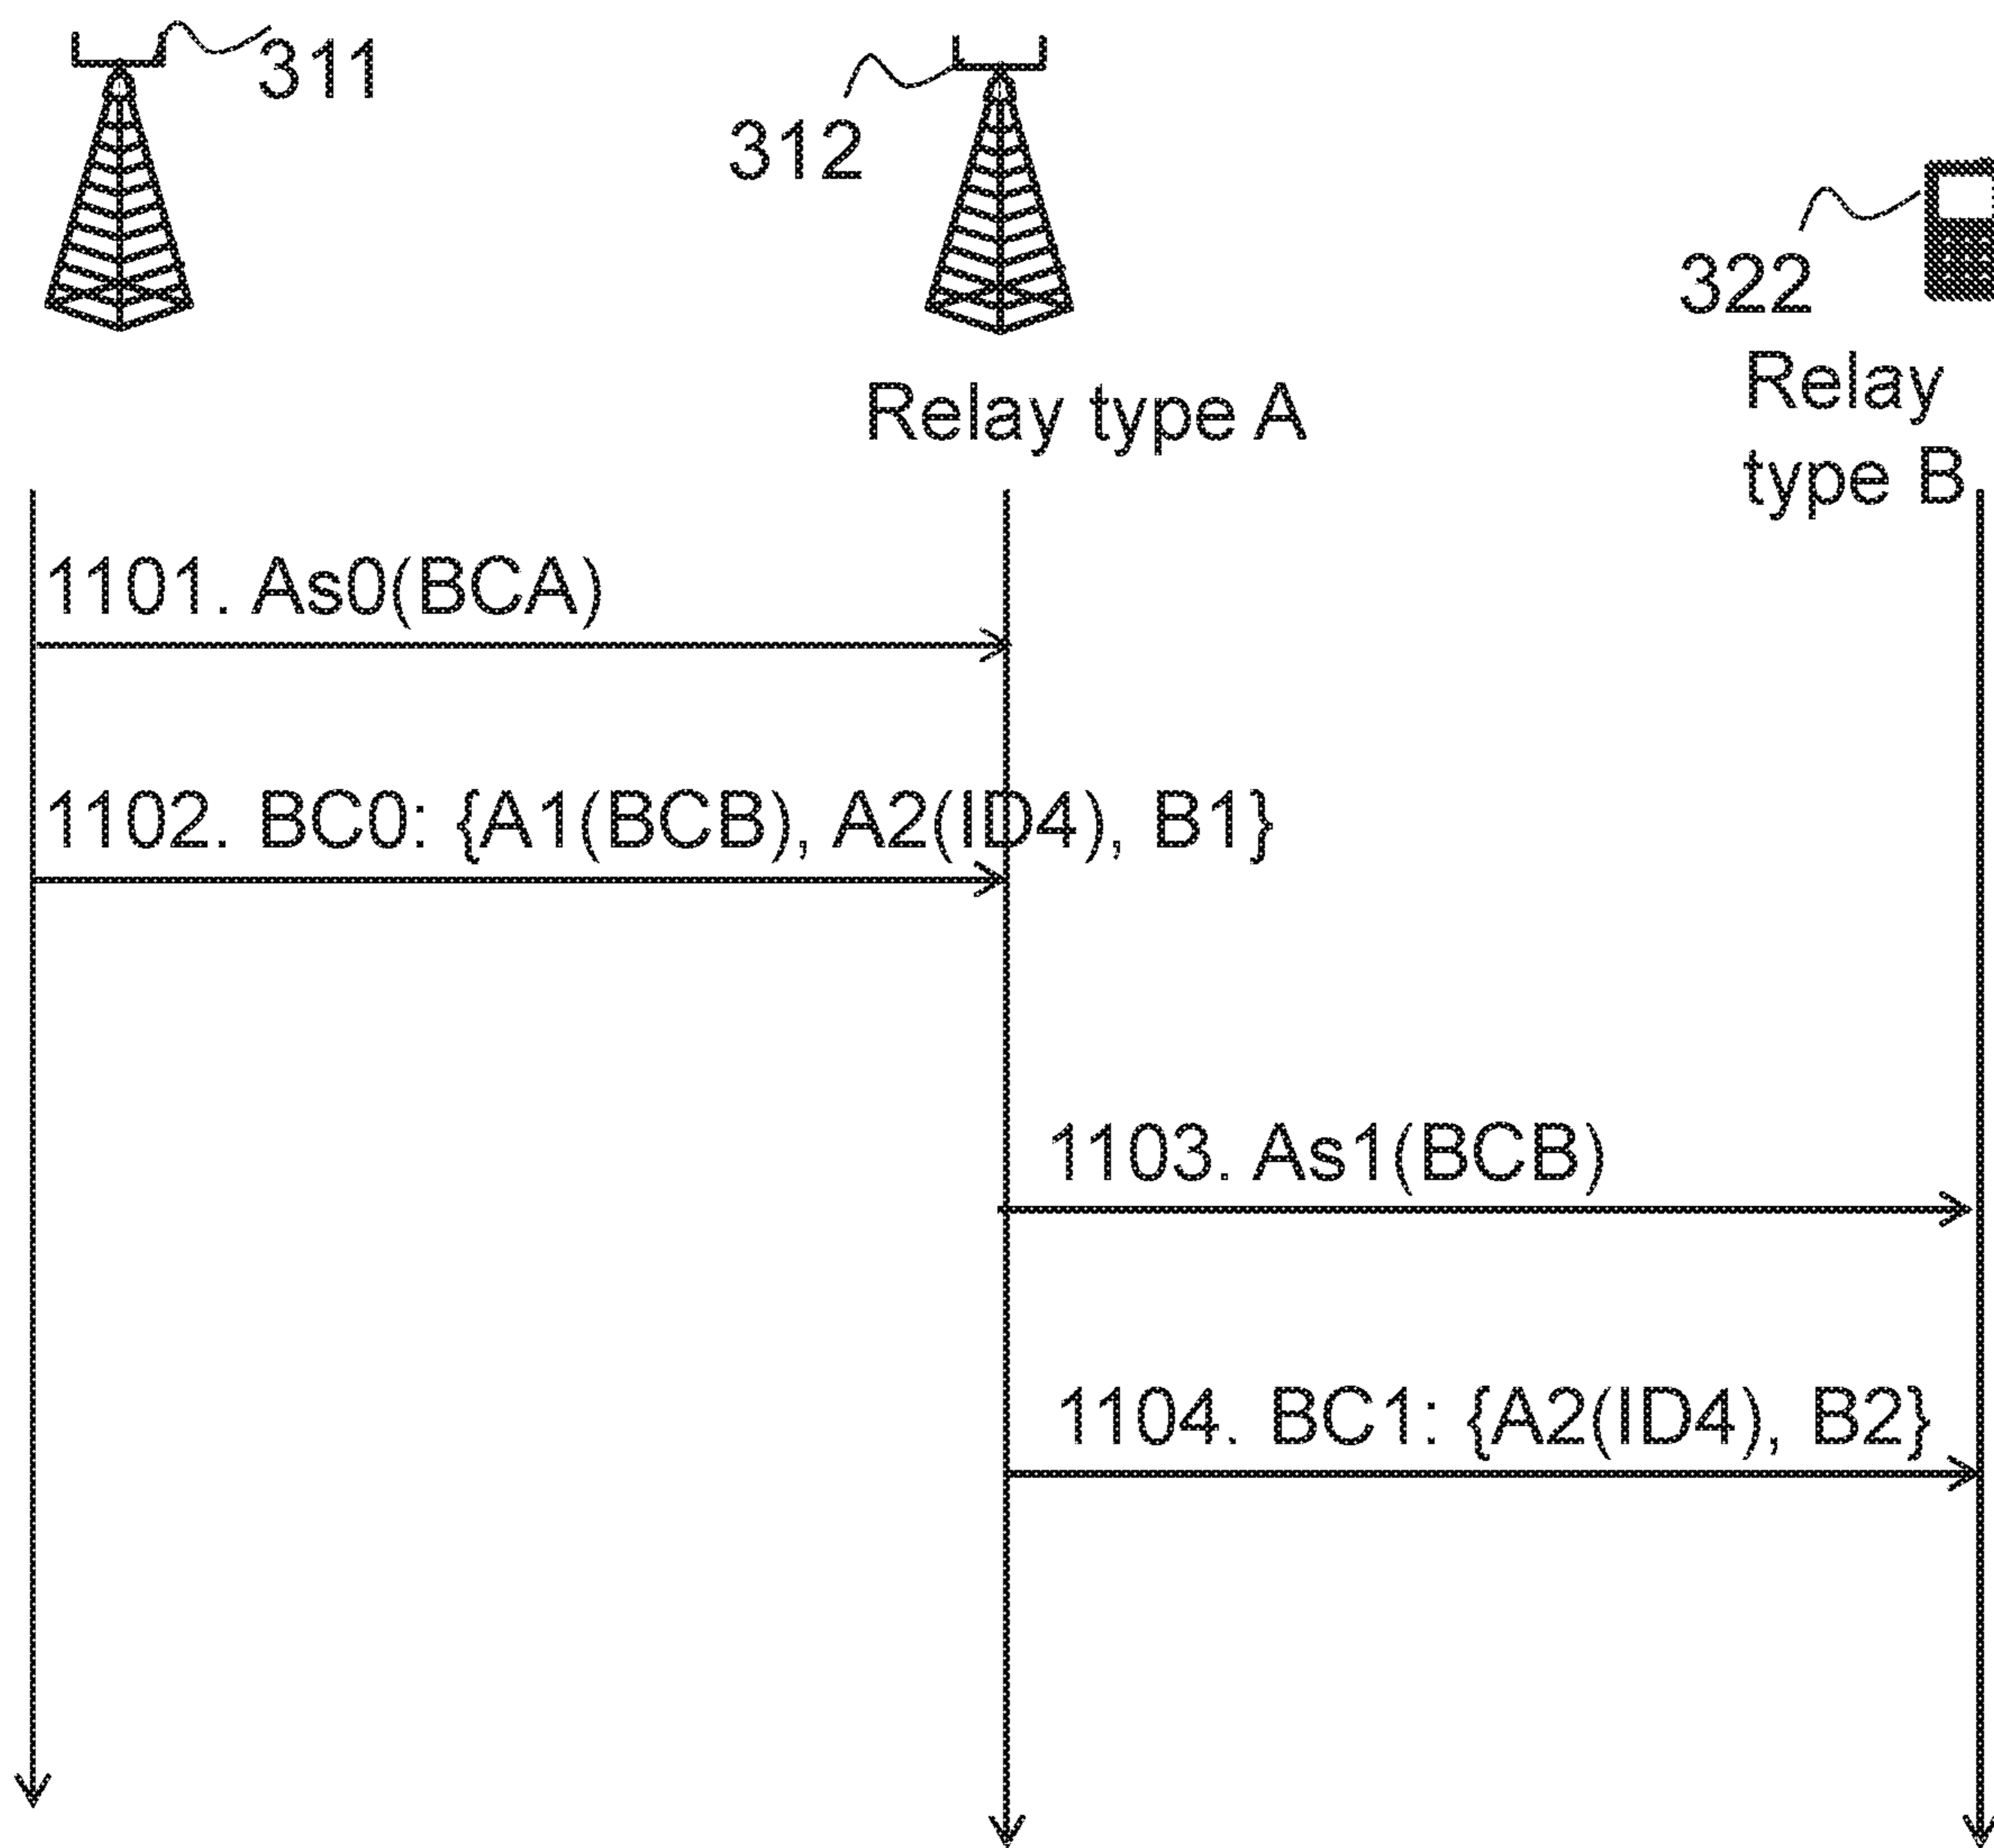 311
312
322
Relay type A
Relay
type B
1101. As0(BCA)
1102. BC0: {A1(BCB), A2(ID4), B1}
1103. As1(BCB)
1104. BC1: {A2(ID4), B2}